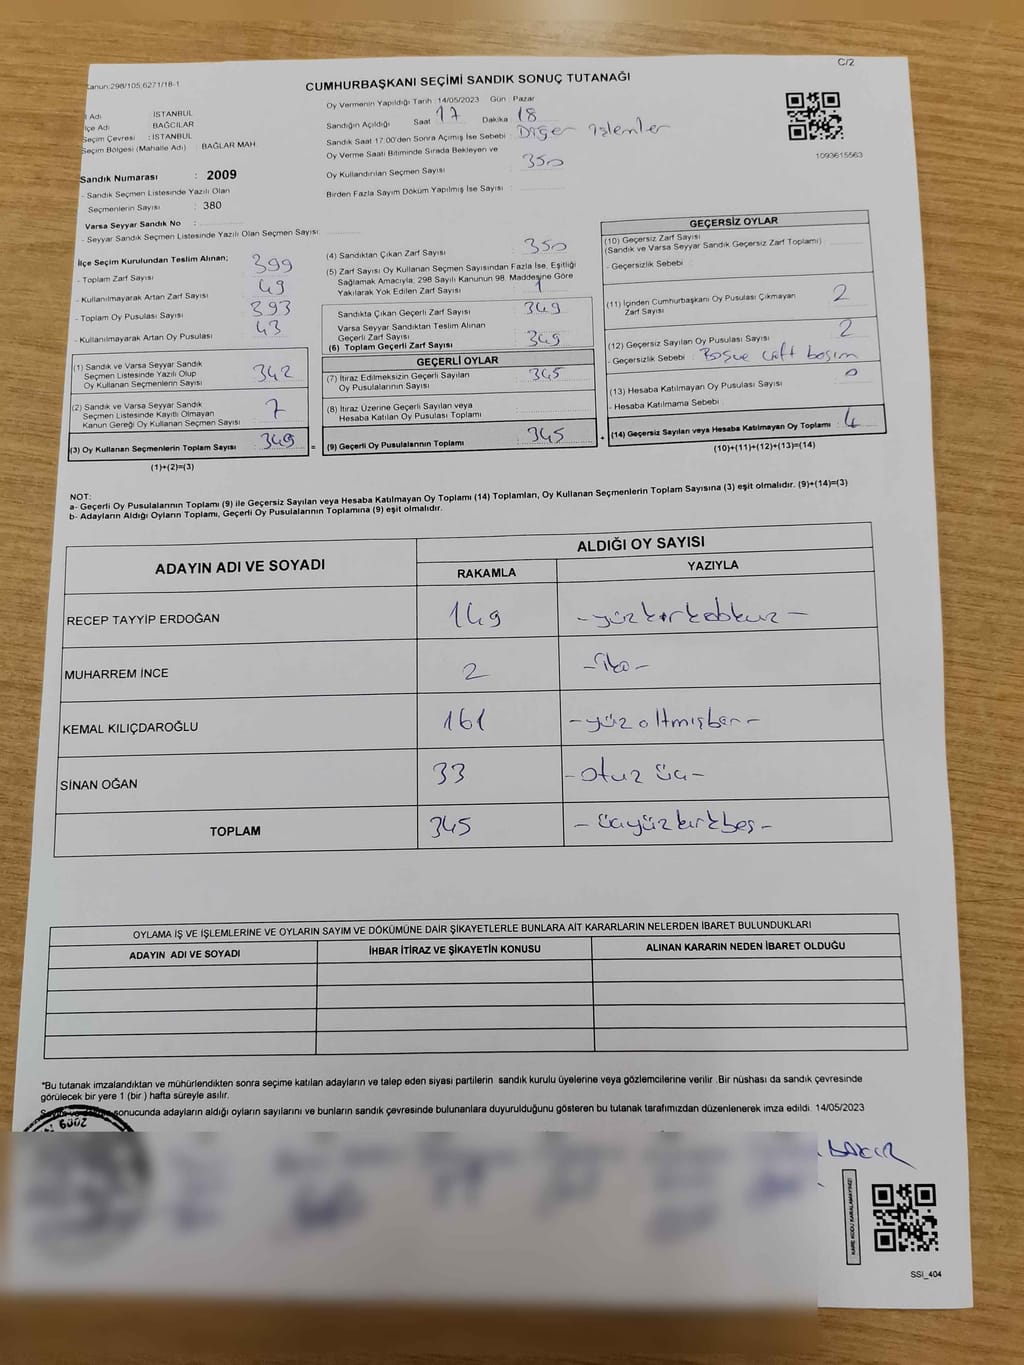 Kanun:298/105,6271/18-1
C/2
CUMHURBAŞKANI SEÇİMİ SANDIK SONUÇ TUTANAĞI
İl Adı : İSTANBUL
İlçe Adı : BAĞCILAR
Seçim Çevresi : İSTANBUL
Seçim Bölgesi (Mahalle Adı) : BAĞLAR MAH.
Sandık Numarası : 2009
- Sandık Seçmen Listesinde Yazılı Olan
Seçmenlerin Sayısı : 380
Varsa Seyyar Sandık No :
- Seyyar Sandık Seçmen Listesinde Yazılı Olan Seçmen Sayısı:
Oy Vermenin Yapıldığı Tarih :14/05/2023 Gün : Pazar
Sandığın Açıldığı Saat 17 Dakika 18
Sandık Saat 17:00'den Sonra Açımış İse Sebebi : Diğer işlemler
Oy Verme Saati Bitiminde Sırada Bekleyen ve
Oy Kullandırılan Seçmen Sayısı : 350
Birden Fazla Sayım Döküm Yapılmış İse Sayısı :
1093615563
İlçe Seçim Kurulundan Teslim Alınan;
- Toplam Zarf Sayısı : 399
- Kullanılmayarak Artan Zarf Sayısı : 49
- Toplam Oy Pusulası Sayısı : 393
- Kullanılmayarak Artan Oy Pusulası : 43
(1) Sandık ve Varsa Seyyar Sandık
Seçmen Listesinde Yazılı Olup
Oy Kullanan Seçmenlerin Sayısı : 342
(2) Sandık ve Varsa Seyyar Sandık
Seçmen Listesinde Kayıtlı Olmayan
Kanun Gereği Oy Kullanan Seçmen Sayısı : 7
(3) Oy Kullanan Seçmenlerin Toplam Sayısı : 349
(1)+(2)=(3)
(4) Sandıktan Çıkan Zarf Sayısı : 350
(5) Zarf Sayısı Oy Kullanan Seçmen Sayısından Fazla İse, Eşitliği
Sağlamak Amacıyla; 298 Sayılı Kanunun 98. Maddesine Göre
Yakılarak Yok Edilen Zarf Sayısı : 1
Sandıkta Çıkan Geçerli Zarf Sayısı : 349
Varsa Seyyar Sandıktan Teslim Alınan
Geçerli Zarf Sayısı
(6) Toplam Geçerli Zarf Sayısı : 349
GEÇERLİ OYLAR
(7) İtiraz Edilmeksizin Geçerli Sayılan
Oy Pusulalarının Sayısı : 345
(8) İtiraz Üzerine Geçerli Sayılan veya
Hesaba Katılan Oy Pusulası Toplamı :
= (9) Geçerli Oy Pusulalarının Toplamı : 345 +
GEÇERSİZ OYLAR
(10) Geçersiz Zarf Sayısı
(Sandık ve Varsa Seyyar Sandık Geçersiz Zarf Toplamı) :
- Geçersizlik Sebebi :
(11) İçinden Cumhurbaşkanı Oy Pusulası Çıkmayan
Zarf Sayısı : 2
(12) Geçersiz Sayılan Oy Pusulası Sayısı : 2
- Geçersizlik Sebebi : çift basım
(13) Hesaba Katılmayan Oy Pusulası Sayısı : 0
- Hesaba Katılmama Sebebi :
(14) Geçersiz Sayılan veya Hesaba Katılmayan Oy Toplamı : 4
(10)+(11)+(12)+(13)=(14)
NOT:
a- Geçerli Oy Pusulalarının Toplamı (9) ile Geçersiz Sayılan veya Hesaba Katılmayan Oy Toplamı (14) Toplamları, Oy Kullanan Seçmenlerin Toplam Sayısına (3) eşit olmalıdır. (9)+(14)=(3)
b- Adayların Aldığı Oyların Toplamı, Geçerli Oy Pusulalarının Toplamına (9) eşit olmalıdır.
ADAYIN ADI VE SOYADI
ALDIĞI OY SAYISI
RAKAMLA YAZIYLA
RECEP TAYYİP ERDOĞAN 149 - yüzkırkdokuz -
MUHARREM İNCE 2 - iki -
KEMAL KILIÇDAROĞLU 161 - yüz altmışbir -
SİNAN OĞAN 33 - otuz üç -
TOPLAM 345 - üçyüzkırkbeş -
OYLAMA İŞ VE İŞLEMLERİNE VE OYLARIN SAYIM VE DÖKÜMÜNE DAİR ŞİKAYETLERLE BUNLARA AİT KARARLARIN NELERDEN İBARET BULUNDUKLARI
ADAYIN ADI VE SOYADI İHBAR İTİRAZ VE ŞİKAYETİN KONUSU ALINAN KARARIN NEDEN İBARET OLDUĞU
*Bu tutanak imzalandıktan ve mühürlendikten sonra seçime katılan adayların ve talep eden siyasi partilerin sandık kurulu üyelerine veya gözlemcilerine verilir .Bir nüshası da sandık çevresinde
görülecek bir yere 1 (bir ) hafta süreyle asılır.
sonucunda adayların aldığı oyların sayılarını ve bunların sandık çevresinde bulunanlara duyurulduğunu gösteren bu tutanak tarafımızdan düzenlenerek imza edildi. 14/05/2023
2009
BAKIR
KARE KODU KARALAMAYINIZ!
SSI_404